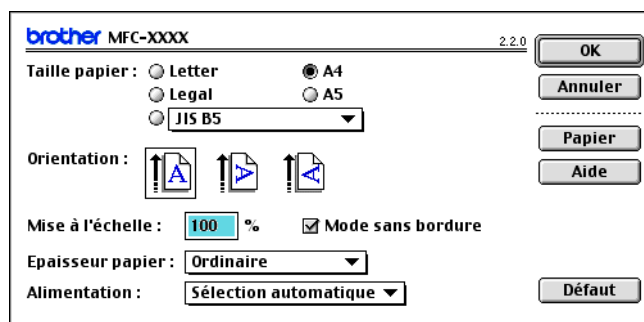 brother MFC-XXXX 2.2.0
OK
Taille papier : Letter A4
Annuler
Legal A5
JIS B5
Papier
Orientation : A A A
Aide
Mise à l'échelle : 100 % Mode sans bordure
Epaisseur papier : Ordinaire
Alimentation : Sélection automatique
Défaut